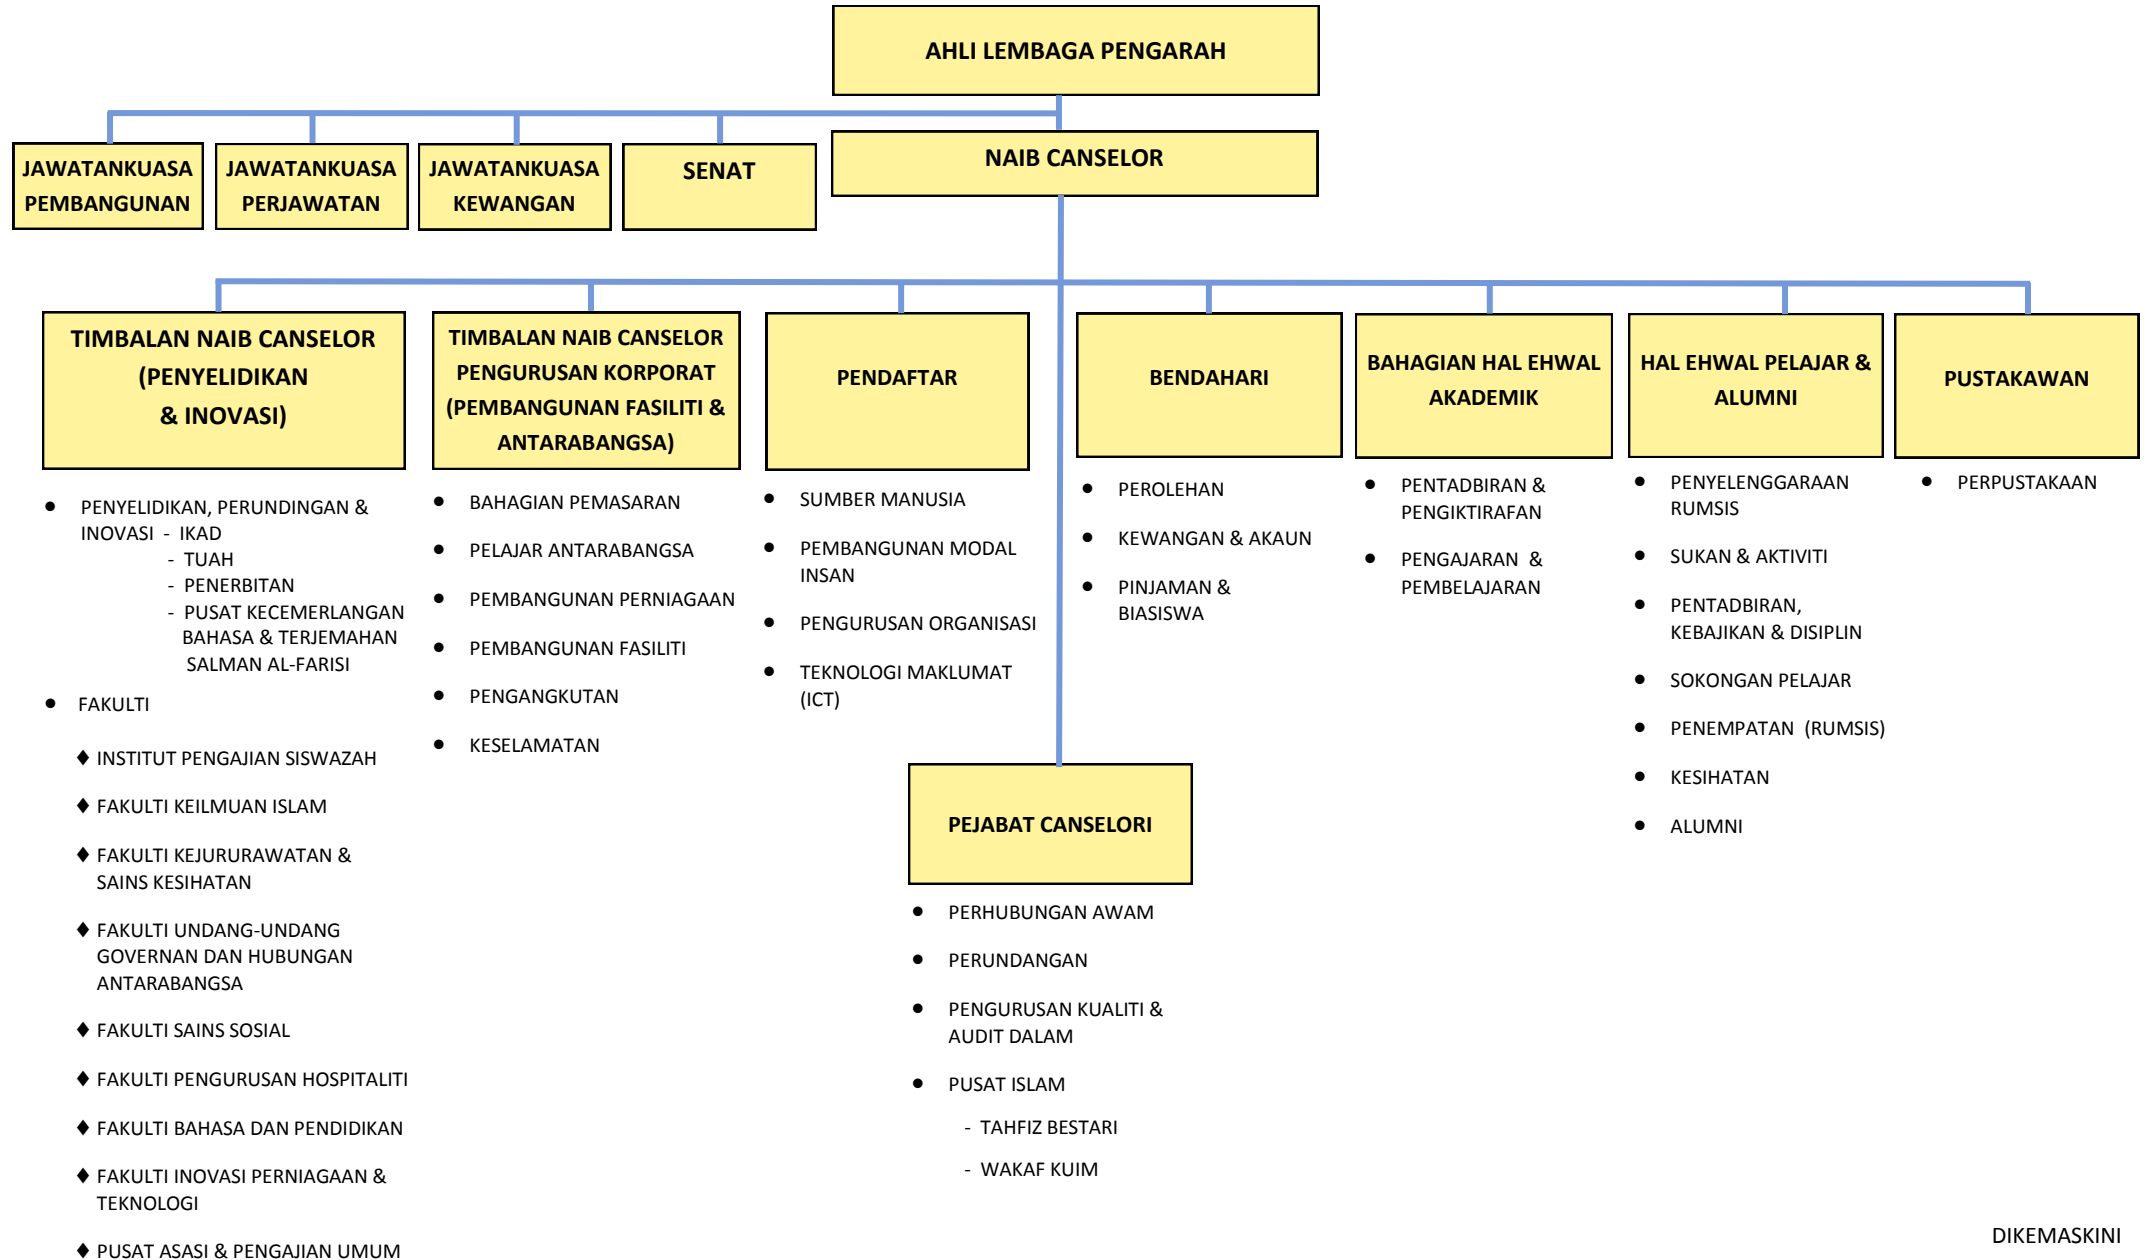 AHLI LEMBAGA PENGARAH
JAWATANKUASA
PEMBANGUNAN
JAWATANKUASA
PERJAWATAN
JAWATANKUASA
KEWANGAN
SENAT
NAIB CANSELOR
TIMBALAN NAIB CANSELOR
(PENYELIDIKAN
& INOVASI)
● PENYELIDIKAN, PERUNDINGAN &
INOVASI - IKAD
- TUAH
- PENERBITAN
- PUSAT KECEMERLANGAN
BAHASA & TERJEMAHAN
SALMAN AL-FARISI
● FAKULTI
♦ INSTITUT PENGAJIAN SISWAZAH
♦ FAKULTI KEILMUAN ISLAM
♦ FAKULTI KEJURURAWATAN &
SAINS KESIHATAN
♦ FAKULTI UNDANG-UNDANG
GOVERNAN DAN HUBUNGAN
ANTARABANGSA
♦ FAKULTI SAINS SOSIAL
♦ FAKULTI PENGURUSAN HOSPITALITI
♦ FAKULTI BAHASA DAN PENDIDIKAN
♦ FAKULTI INOVASI PERNIAGAAN &
TEKNOLOGI
♦ PUSAT ASASI & PENGAJIAN UMUM
TIMBALAN NAIB CANSELOR
PENGURUSAN KORPORAT
(PEMBANGUNAN FASILITI &
ANTARABANGSA)
● BAHAGIAN PEMASARAN
● PELAJAR ANTARABANGSA
● PEMBANGUNAN PERNIAGAAN
● PEMBANGUNAN FASILITI
● PENGANGKUTAN
● KESELAMATAN
PENDAFTAR
● SUMBER MANUSIA
● PEMBANGUNAN MODAL
INSAN
● PENGURUSAN ORGANISASI
● TEKNOLOGI MAKLUMAT
(ICT)
BENDAHARI
● PEROLEHAN
● KEWANGAN & AKAUN
● PINJAMAN &
BIASISWA
BAHAGIAN HAL EHWAL
AKADEMIK
● PENTADBIRAN &
PENGIKTIRAFAN
● PENGAJARAN &
PEMBELAJARAN
HAL EHWAL PELAJAR &
ALUMNI
● PENYELENGGARAAN
RUMSIS
● SUKAN & AKTIVITI
● PENTADBIRAN,
KEBAJIKAN & DISIPLIN
● SOKONGAN PELAJAR
● PENEMPATAN (RUMSIS)
● KESIHATAN
● ALUMNI
PUSTAKAWAN
● PERPUSTAKAAN
PEJABAT CANSELORI
● PERHUBUNGAN AWAM
● PERUNDANGAN
● PENGURUSAN KUALITI &
AUDIT DALAM
● PUSAT ISLAM
- TAHFIZ BESTARI
- WAKAF KUIM
DIKEMASKINI